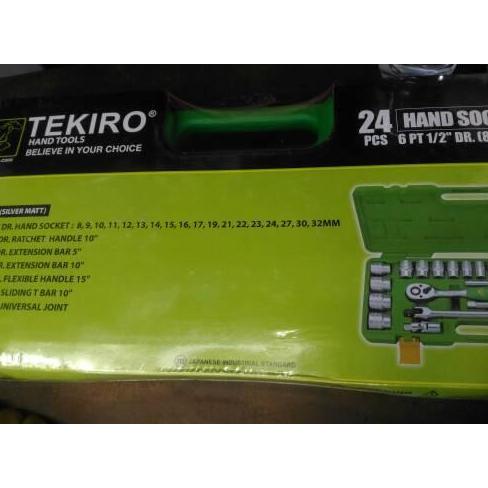 TEKIRO®
HAND TOOLS
BELIEVE IN YOUR CHOICE
24 PCS
HAND SOC
6 PT 1/2" DR. (8
(SILVER MATT)
DR. HAND SOCKET : 8, 9, 10, 11, 12, 13, 14, 15, 16, 17, 19, 21, 22, 23, 24, 27, 30, 32MM
DR. RATCHET HANDLE 10"
R. EXTENSION BAR 5"
R. EXTENSION BAR 10"
. FLEXIBLE HANDLE 15"
SLIDING T BAR 10"
UNIVERSAL JOINT
JAPANESE INDUSTRIAL STANDARD